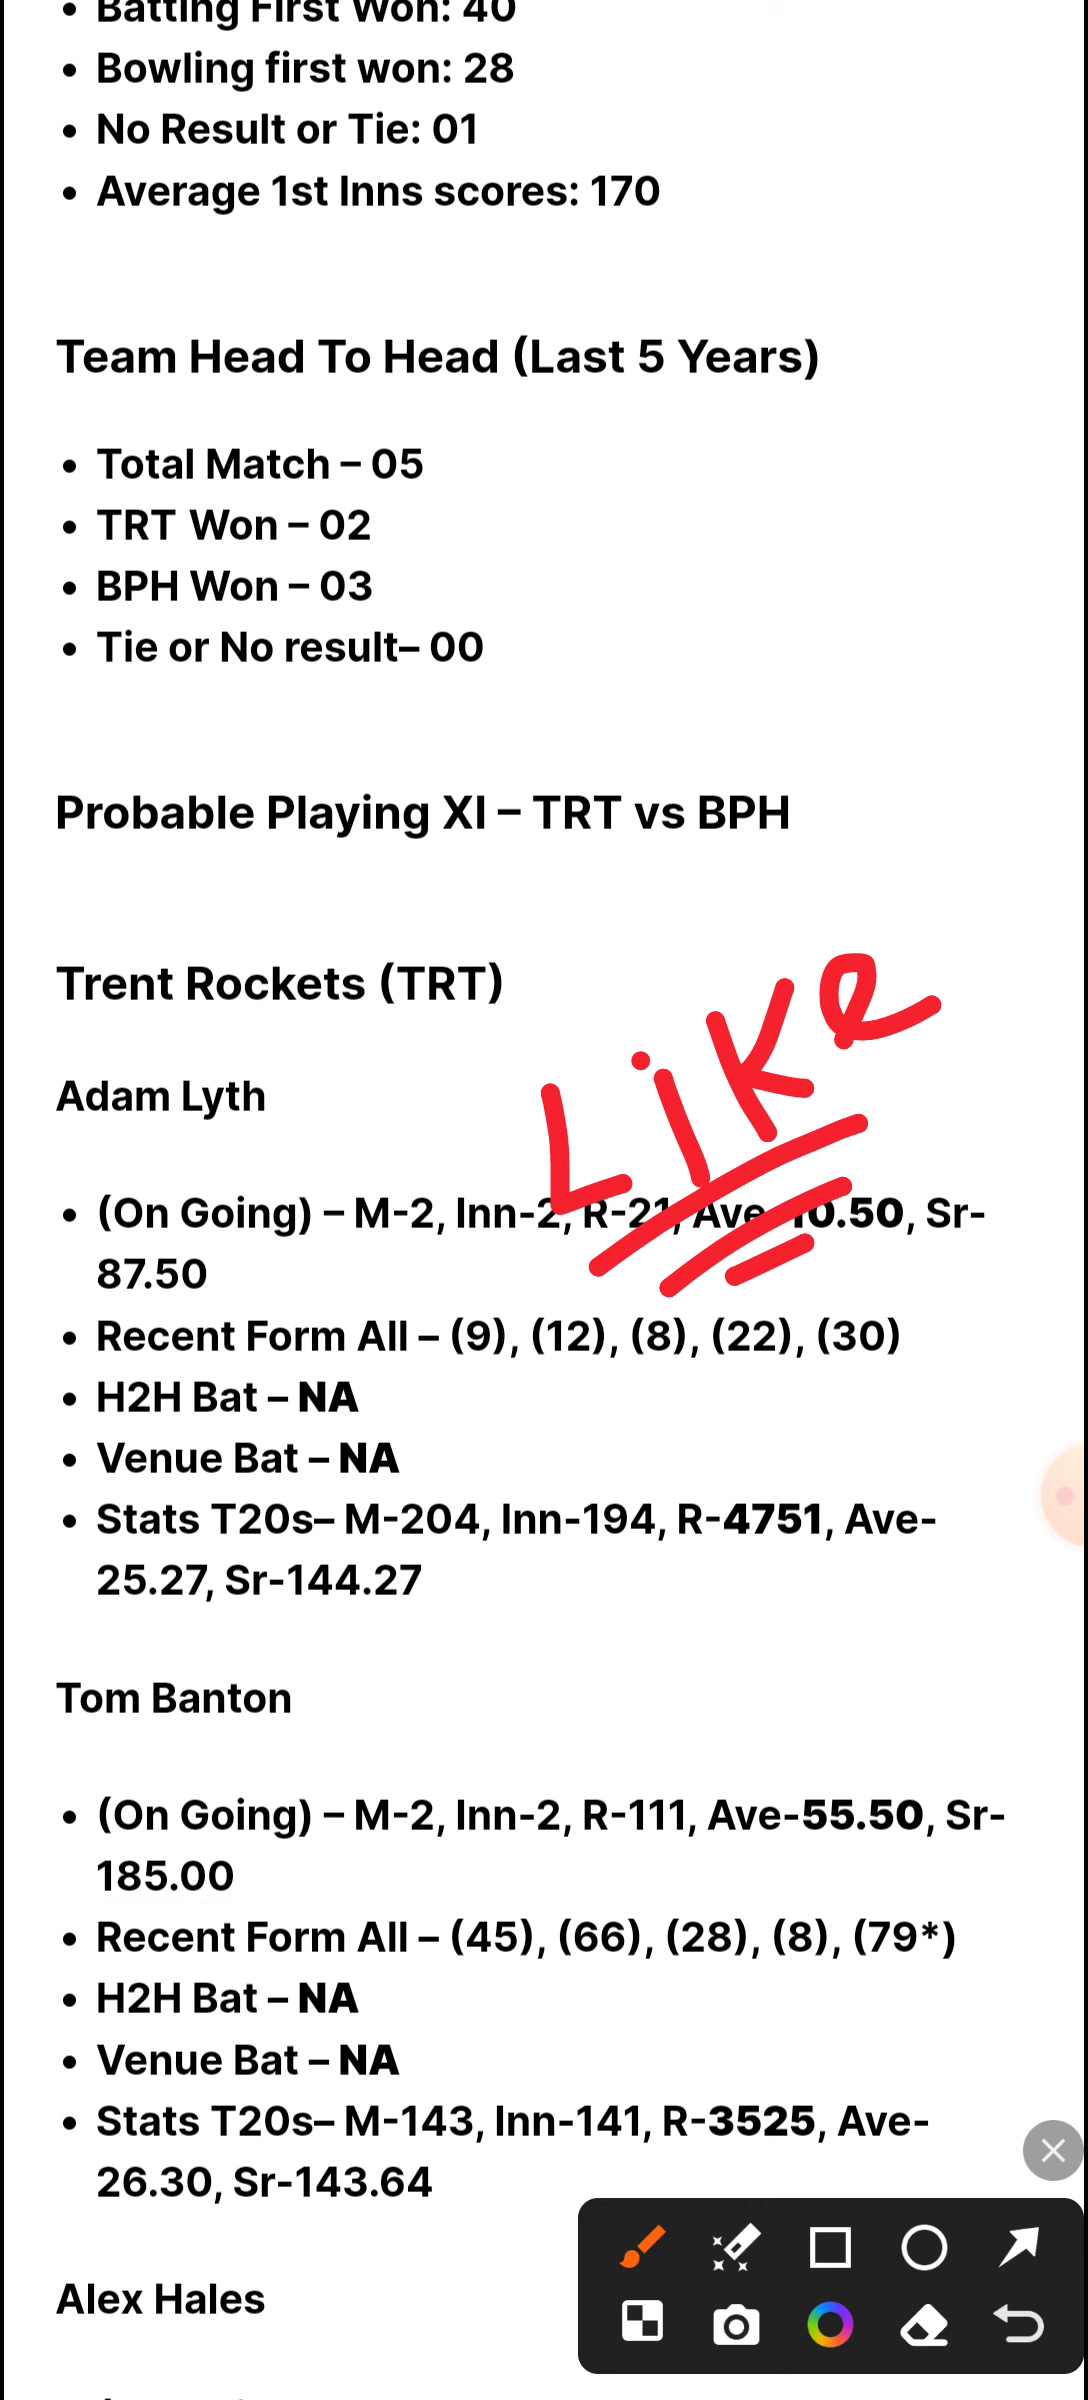 Batting First Won: 40
Bowling first won: 28
No Result or Tie: 01
Average 1st Inns scores: 170
Team Head To Head (Last 5 Years)
Total Match – 05
TRT Won – 02
BPH Won – 03
Tie or No result– 00
Probable Playing XI – TRT vs BPH
Trent Rockets (TRT)
Like
Adam Lyth
(On Going) – M-2, Inn-2, R-21, Ave-10.50, Sr-
87.50
Recent Form All – (9), (12), (8), (22), (30)
H2H Bat – NA
Venue Bat – NA
Stats T20s– M-204, Inn-194, R-4751, Ave-
25.27, Sr-144.27
Tom Banton
(On Going) – M-2, Inn-2, R-111, Ave-55.50, Sr-
185.00
Recent Form All – (45), (66), (28), (8), (79*)
H2H Bat – NA
Venue Bat – NA
Stats T20s– M-143, Inn-141, R-3525, Ave-
26.30, Sr-143.64
Alex Hales